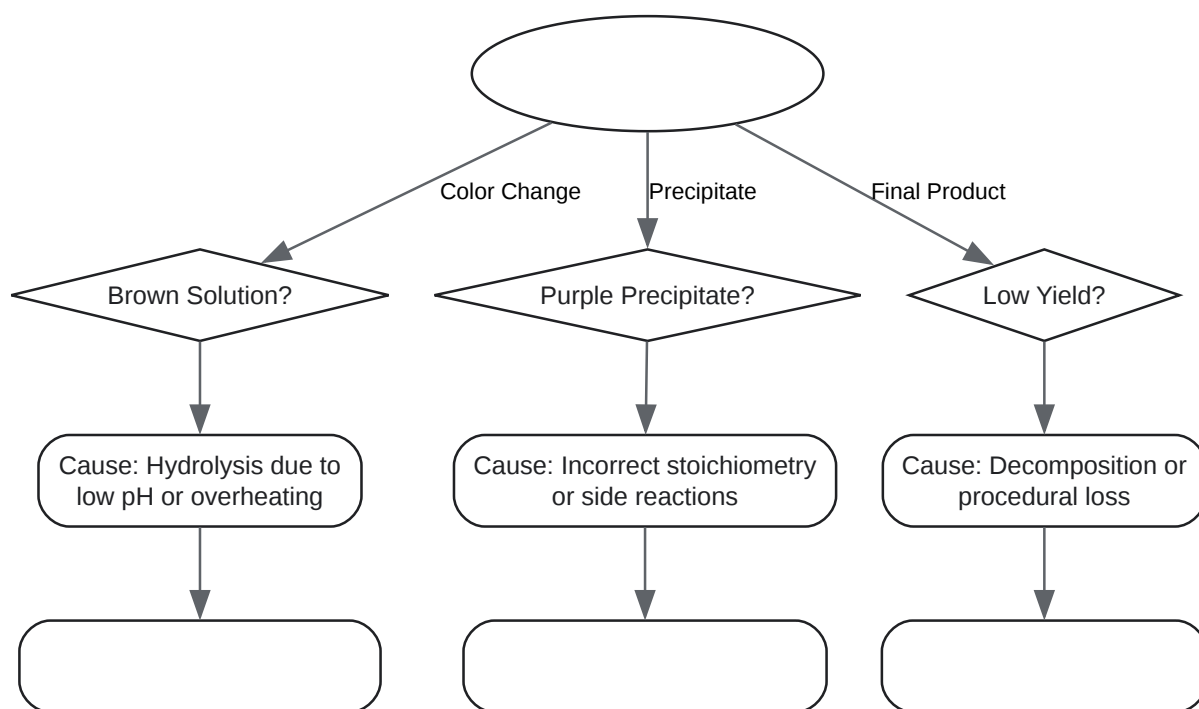 Color Change
Precipitate
Final Product
Brown Solution?
Purple Precipitate?
Low Yield?
Cause: Hydrolysis due to
low pH or overheating
Cause: Incorrect stoichiometry
or side reactions
Cause: Decomposition or
procedural loss